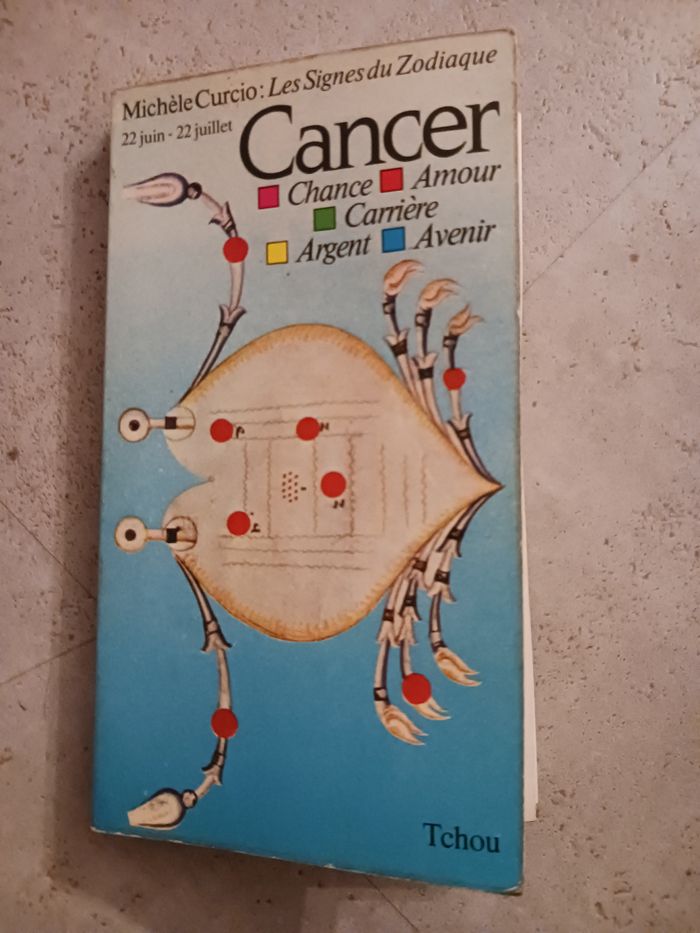 Michèle Curcio: Les Signes du Zodiaque
22 juin - 22 juillet
Cancer
Chance Amour
Carrière
Argent Avenir
Tchou